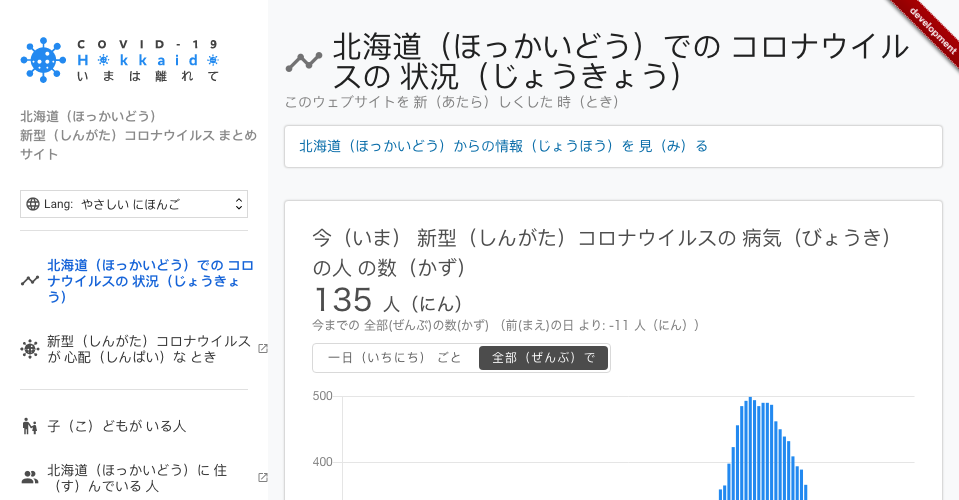 COVID-19
Hokkaido
いまは離れて
北海道（ほっかいどう）
新型（しんがた）コロナウイルス まとめ
サイト
Lang: やさしい にほんご
北海道（ほっかいどう）での コロ
ナウイルスの 状況（じょうきょ
う）
新型（しんがた）コロナウイルス
が 心配（しんぱい）な とき
子（こ）どもが いる人
北海道（ほっかいどう）に 住
（す）んでいる 人
development
北海道（ほっかいどう）での コロナウイル
スの 状況（じょうきょう）
このウェブサイトを 新（あたら）しくした 時（とき）
北海道（ほっかいどう）からの情報（じょうほう）を 見（み）る
今（いま） 新型（しんがた）コロナウイルスの 病気（びょうき）
の人 の数（かず）
135 人（にん）
今までの 全部(ぜんぶ)の数(かず) （前(まえ)の日 より: -11 人（にん））
一日（いちにち） ごと
全部（ぜんぶ）で
500
400